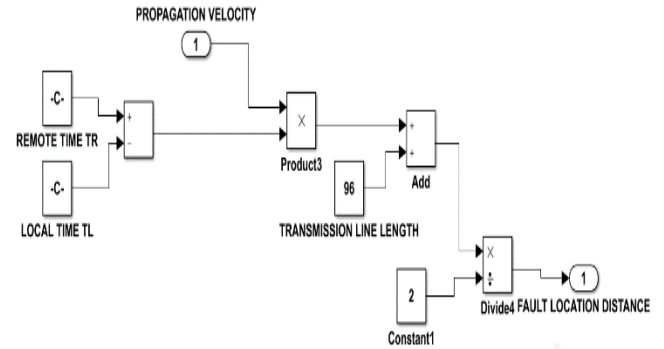 PROPAGATION VELOCITY
1
-C-
+
-
REMOTE TIME TR
×
Product3
+
+
Add
-C-
LOCAL TIME TL
96
TRANSMISSION LINE LENGTH
×
÷
2
1
Divide4 FAULT LOCATION DISTANCE
Constant1